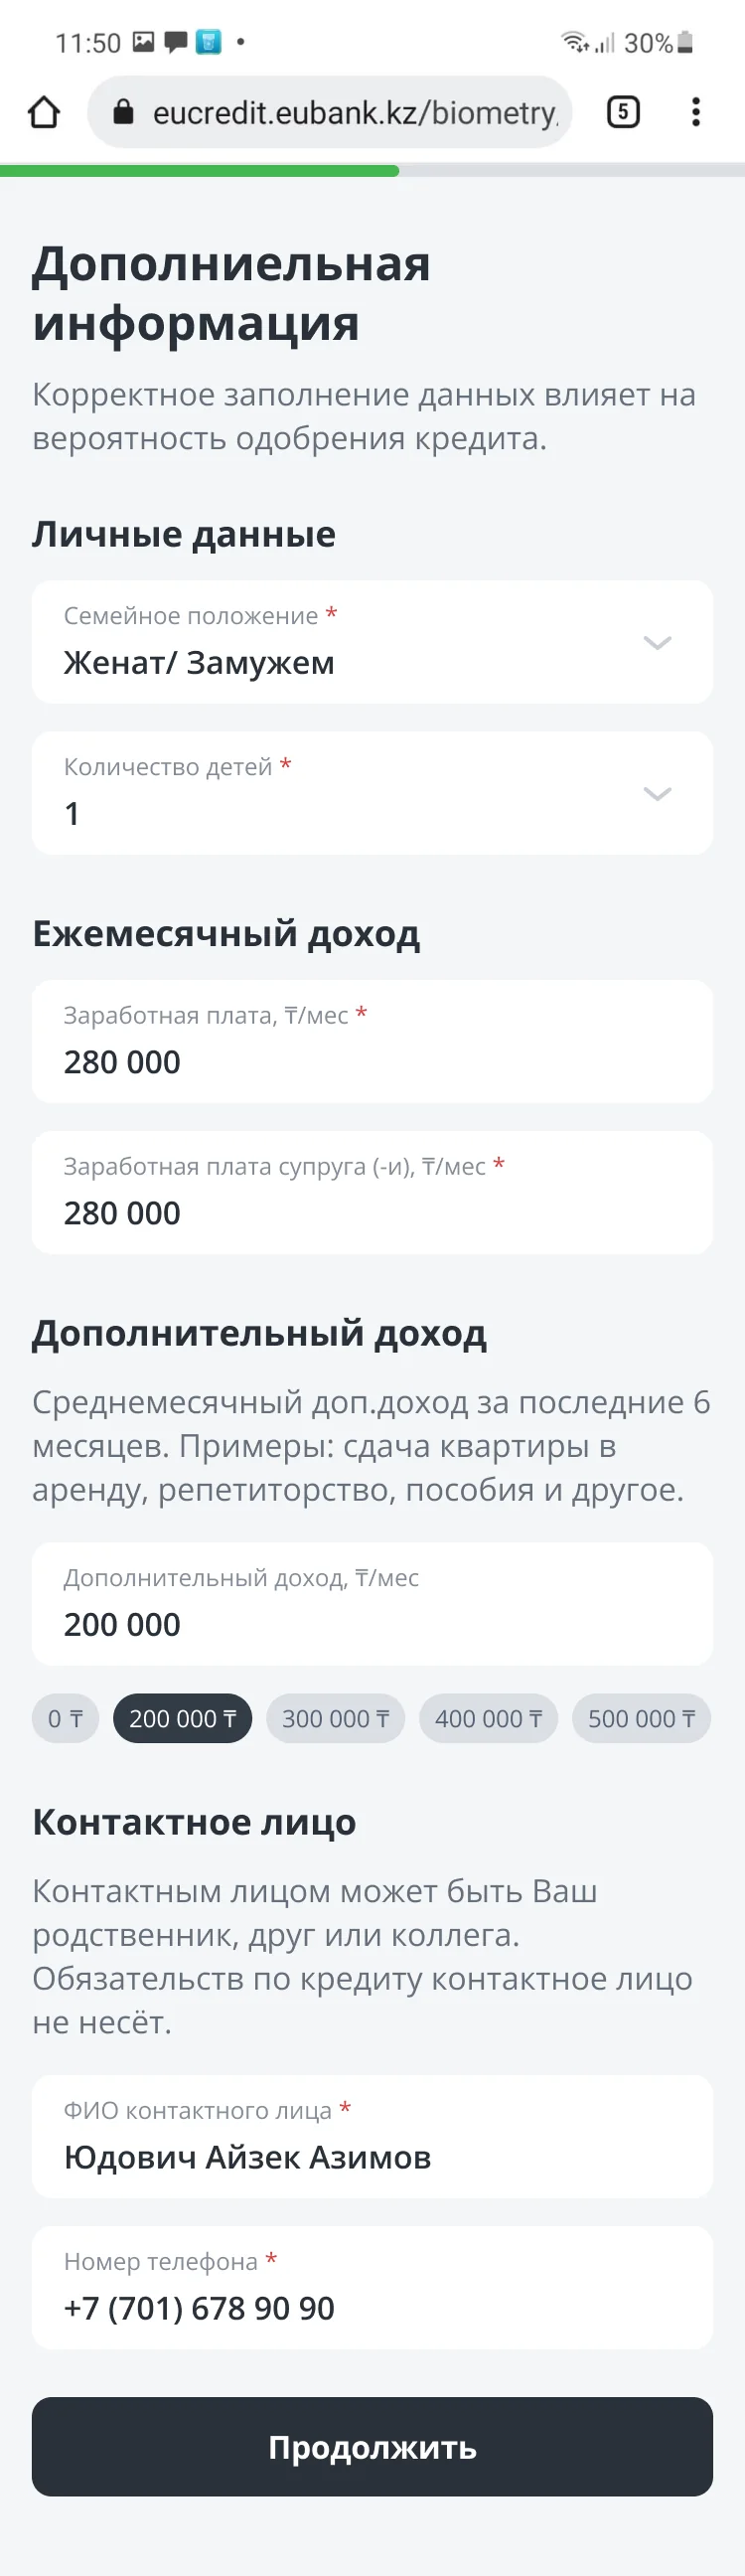 11:50
30%
eucredit.eubank.kz/biometry
5
Дополниельная
информация
Корректное заполнение данных влияет на
вероятность одобрения кредита.
Личные данные
Семейное положение *
Женат/ Замужем
Количество детей *
1
Ежемесячный доход
Заработная плата, ₸/мес *
280 000
Заработная плата супруга (-и), ₸/мес *
280 000
Дополнительный доход
Среднемесячный доп.доход за последние 6
месяцев. Примеры: сдача квартиры в
аренду, репетиторство, пособия и другое.
Дополнительный доход, ₸/мес
200 000
0 ₸ 200 000 ₸ 300 000 ₸ 400 000 ₸ 500 000 ₸
Контактное лицо
Контактным лицом может быть Ваш
родственник, друг или коллега.
Обязательств по кредиту контактное лицо
не несёт.
ФИО контактного лица *
Юдович Айзек Азимов
Номер телефона *
+7 (701) 678 90 90
Продолжить